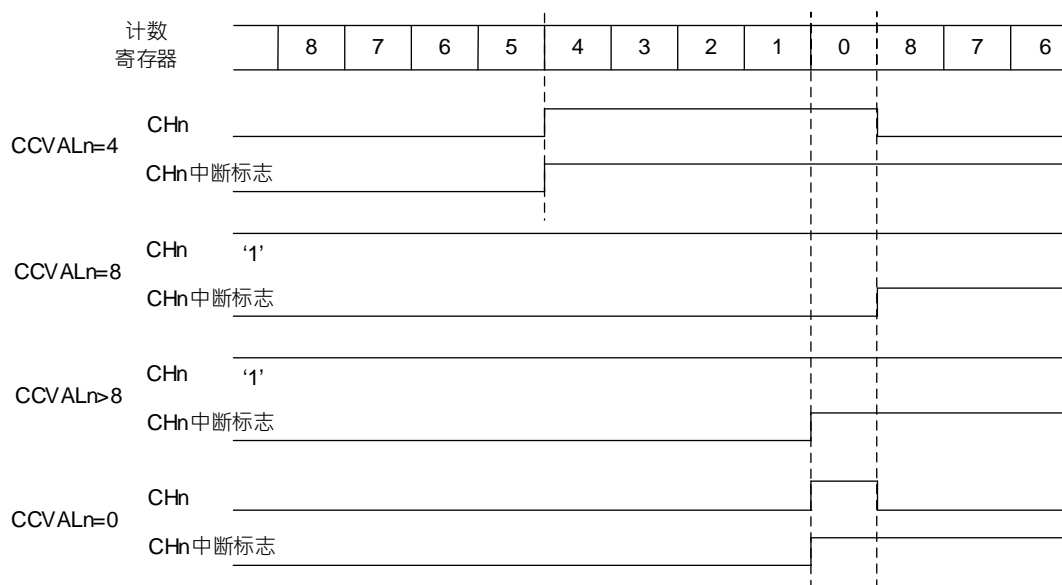 计数
寄存器
8 7 6 5 4 3 2 1 0 8 7 6
CCVALn=4
CHn
CHn中断标志
CCVALn=8
CHn ‘1’
CHn中断标志
CCVALn>8
CHn ‘1’
CHn中断标志
CCVALn=0
CHn
CHn中断标志